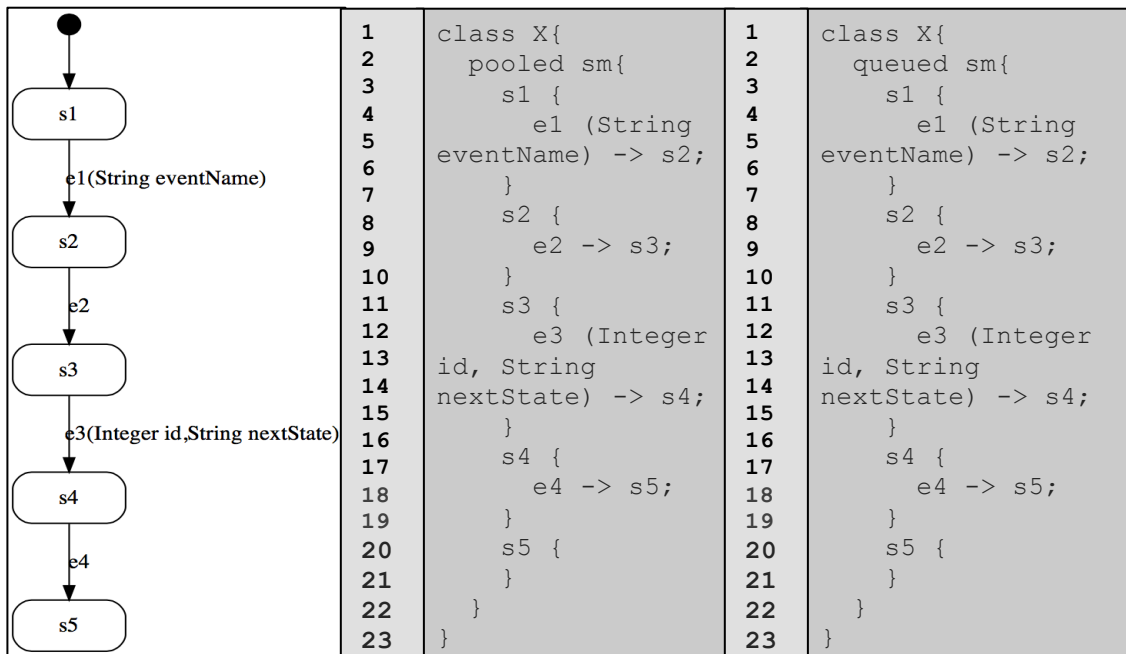 s1
e1(String eventName)
s2
e2
s3
e3(Integer id,String nextState)
s4
e4
s5
1
2
3
4
5
6
7
8
9
10
11
12
13
14
15
16
17
18
19
20
21
22
23
class X{
pooled sm{
s1 {
e1 (String
eventName) -> s2;
}
s2 {
e2 -> s3;
}
s3 {
e3 (Integer
id, String
nextState) -> s4;
}
s4 {
e4 -> s5;
}
s5 {
}
}
}
1
2
3
4
5
6
7
8
9
10
11
12
13
14
15
16
17
18
19
20
21
22
23
class X{
queued sm{
s1 {
e1 (String
eventName) -> s2;
}
s2 {
e2 -> s3;
}
s3 {
e3 (Integer
id, String
nextState) -> s4;
}
s4 {
e4 -> s5;
}
s5 {
}
}
}